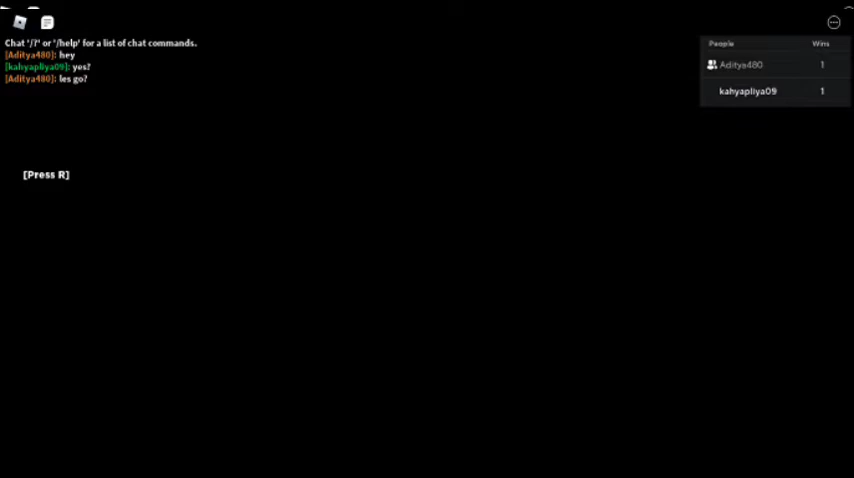 Chat '/?' or '/help' for a list of chat commands.
[Aditya480]: hey
[kahyapliya09]: yes?
[Aditya480]: les go?
People Wins
Aditya480 1
kahyapliya09 1
[Press R]